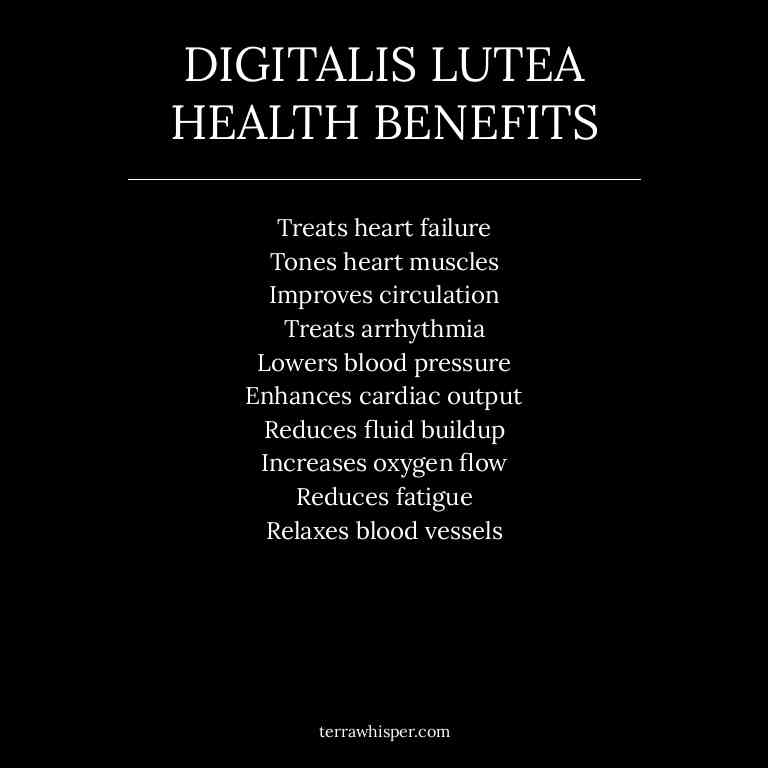 DIGITALIS LUTEA
HEALTH BENEFITS
Treats heart failure
Tones heart muscles
Improves circulation
Treats arrhythmia
Lowers blood pressure
Enhances cardiac output
Reduces fluid buildup
Increases oxygen flow
Reduces fatigue
Relaxes blood vessels
terrawhisper.com